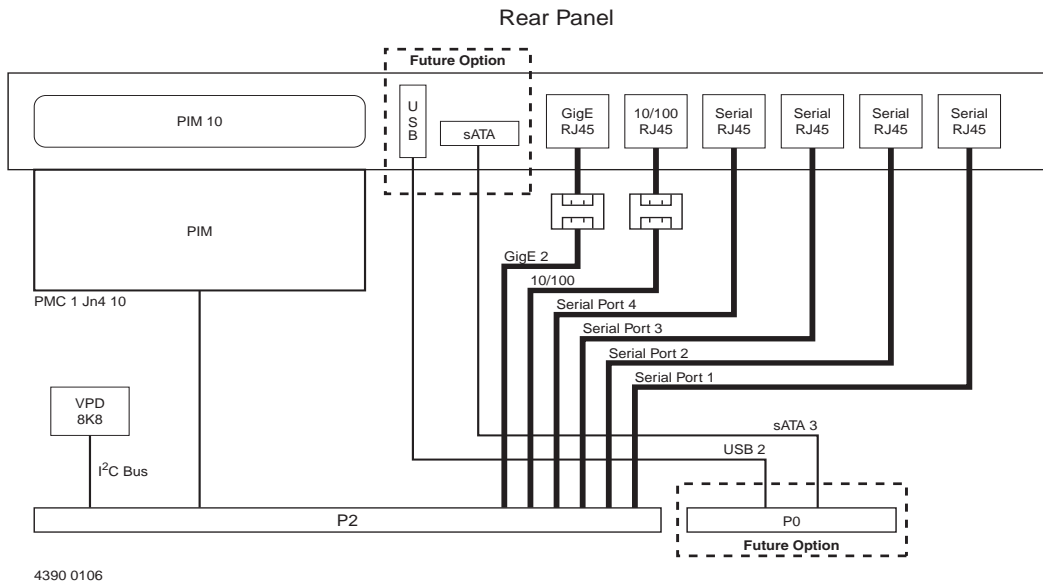 Rear Panel
Future Option
PIM 10
U
S
B
sATA
GigE
RJ45
10/100
RJ45
Serial
RJ45
Serial
RJ45
Serial
RJ45
Serial
RJ45
PIM
GigE 2
10/100
PMC 1 Jn4 10
Serial Port 4
Serial Port 3
Serial Port 2
Serial Port 1
VPD
8K8
sATA 3
USB 2
I²C Bus
P2
P0
Future Option
4390 0106